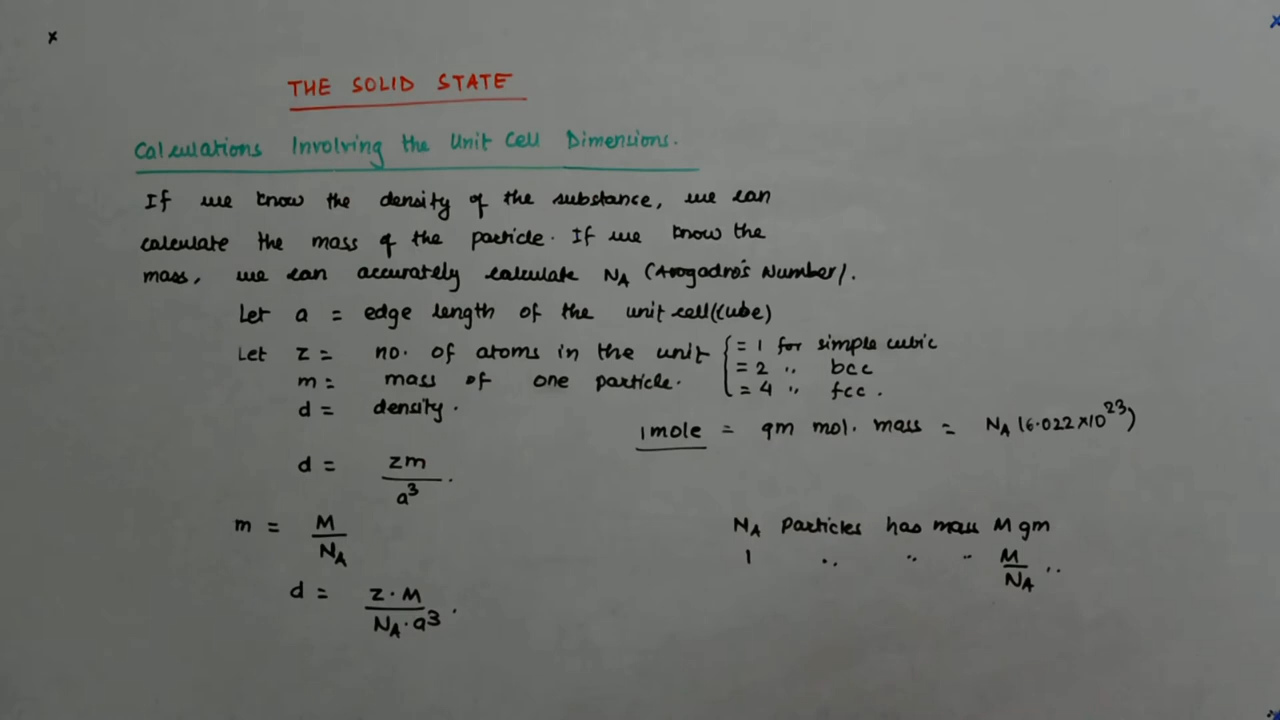 THE SOLID STATE
Calculations Involving the Unit Cell Dimensions.
If we know the density of the substance, we can
calculate the mass of the particle. If we know the
mass, we can accurately calculate NA (Avogadro's Number).
Let a = edge length of the unit cell (cube)
Let z = no. of atoms in the unit { = 1 for simple cubic
= 2 ,, bcc
= 4 ,, fcc.
m = mass of one particle.
d = density.
1 mole = gm mol. mass = NA (6.022×10^23)
d = zm / a³.
m = M / NA
NA particles has mass M gm
1 ,, ,, ,, M / NA ,,
d = z·M / NA·a³.